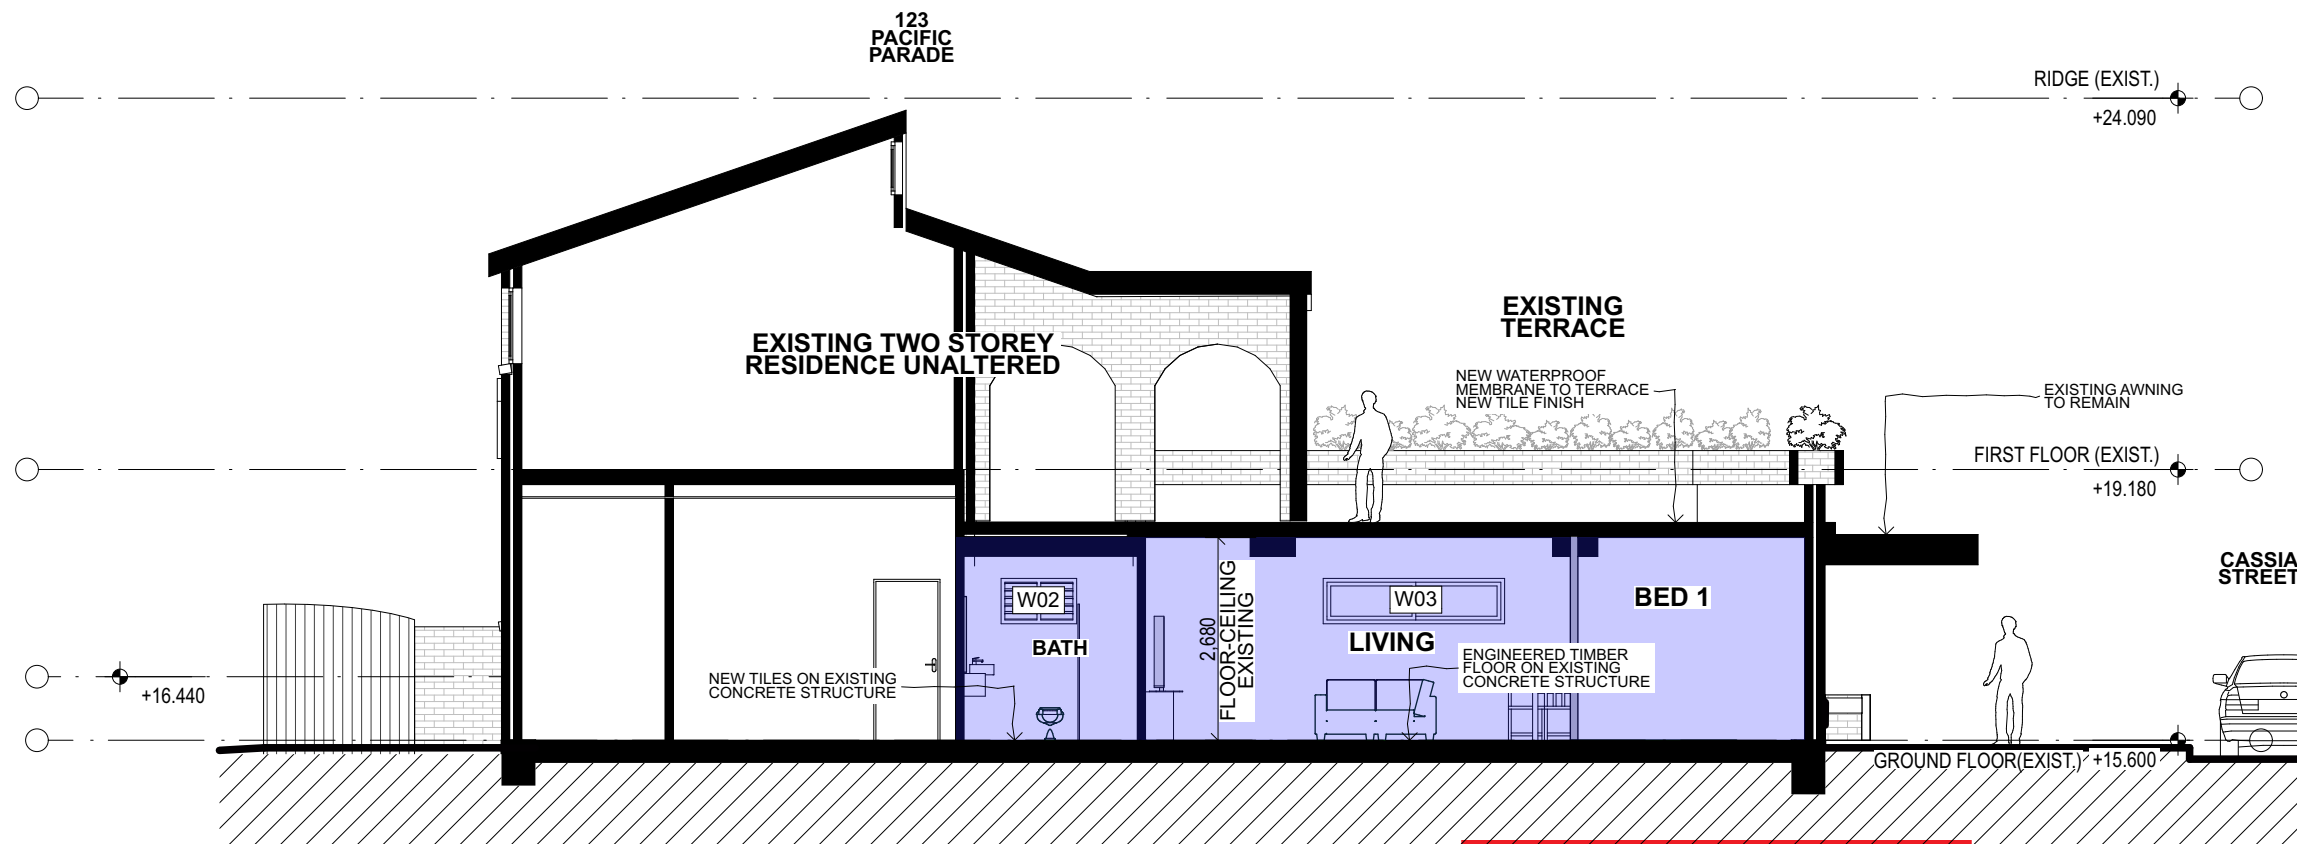 123
PACIFIC
PARADE
RIDGE (EXIST.)
+24.090
EXISTING TWO STOREY
RESIDENCE UNALTERED
EXISTING
TERRACE
NEW WATERPROOF
MEMBRANE TO TERRACE
NEW TILE FINISH
EXISTING AWNING
TO REMAIN
FIRST FLOOR (EXIST.)
+19.180
CASSIA
STREET
W02
W03
BED 1
BATH
2,680
FLOOR-CEILING
EXISTING
LIVING
ENGINEERED TIMBER
FLOOR ON EXISTING
CONCRETE STRUCTURE
NEW TILES ON EXISTING
CONCRETE STRUCTURE
+16.440
GROUND FLOOR(EXIST.)
+15.600